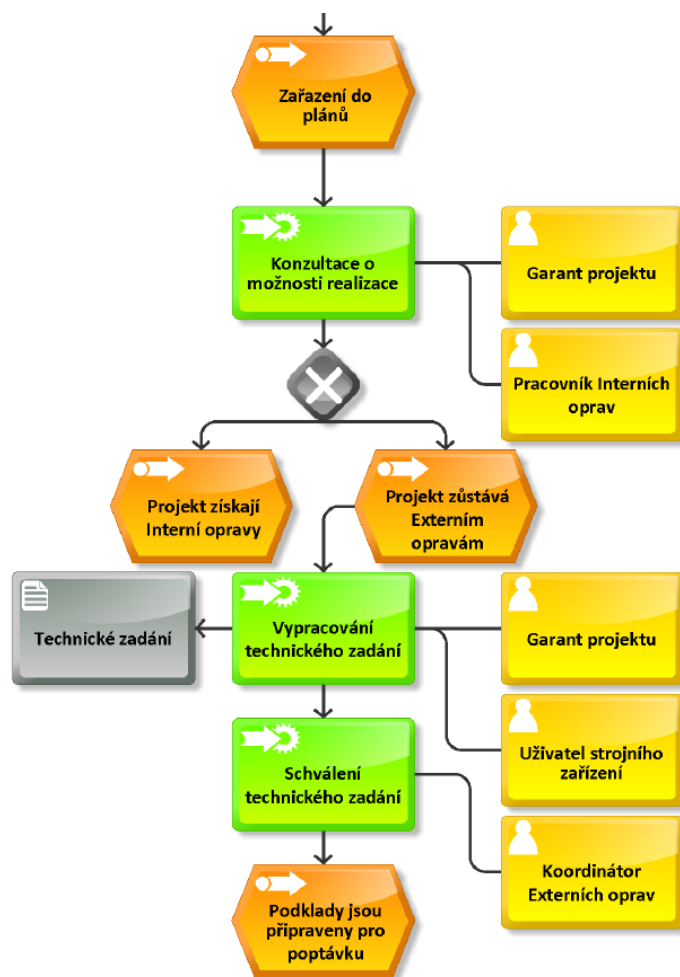 Zařazení do
plánů
Konzultace o
možnosti realizace
Garant projektu
Pracovník Interních
oprav
Projekt získají
Interní opravy
Projekt zůstává
Externím
opravám
Technické zadání
Vypracování
technického zadání
Garant projektu
Uživatel strojního
zařízení
Schválení
technického zadání
Koordinátor
Externích oprav
Podklady jsou
připraveny pro
poptávku